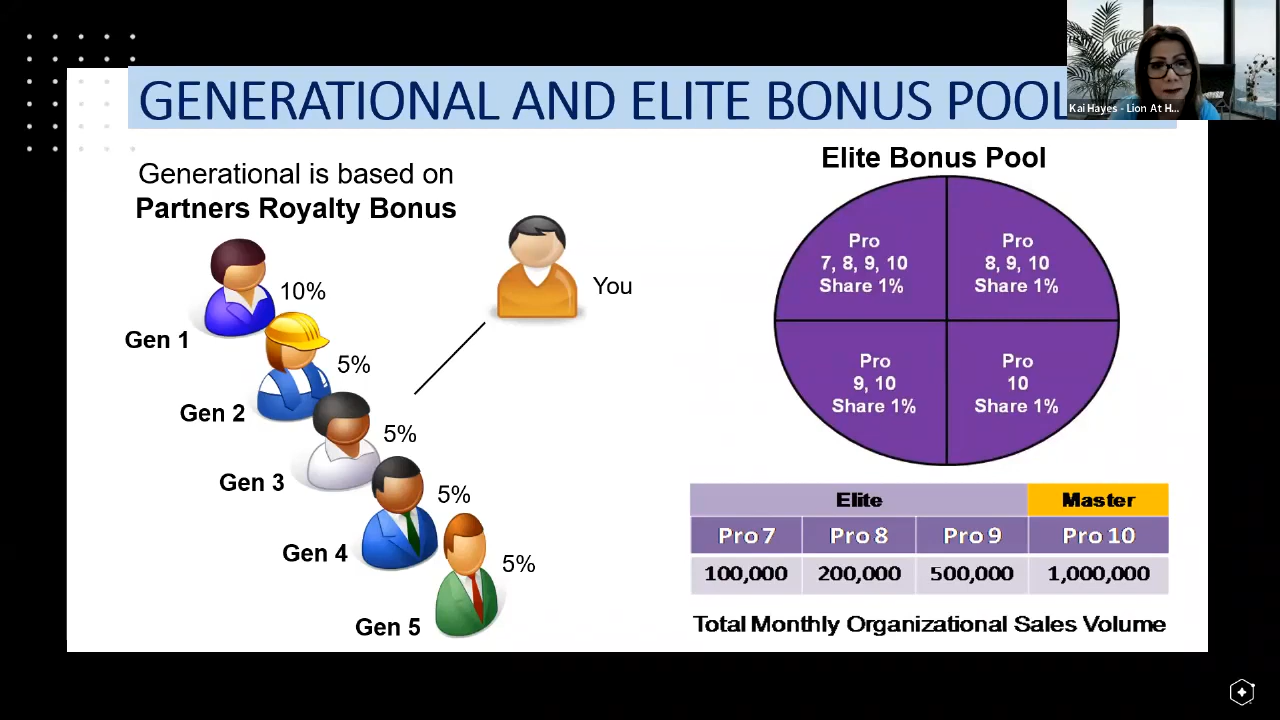 GENERATIONAL AND ELITE BONUS POOL
Kai Hayes - Lion At H...
Generational is based on
Partners Royalty Bonus
You
10%
Gen 1
5%
Gen 2
5%
Gen 3
5%
Gen 4
5%
Gen 5
Elite Bonus Pool
Pro
7, 8, 9, 10
Share 1%
Pro
8, 9, 10
Share 1%
Pro
9, 10
Share 1%
Pro
10
Share 1%
Elite Master
Pro 7 Pro 8 Pro 9 Pro 10
100,000 200,000 500,000 1,000,000
Total Monthly Organizational Sales Volume